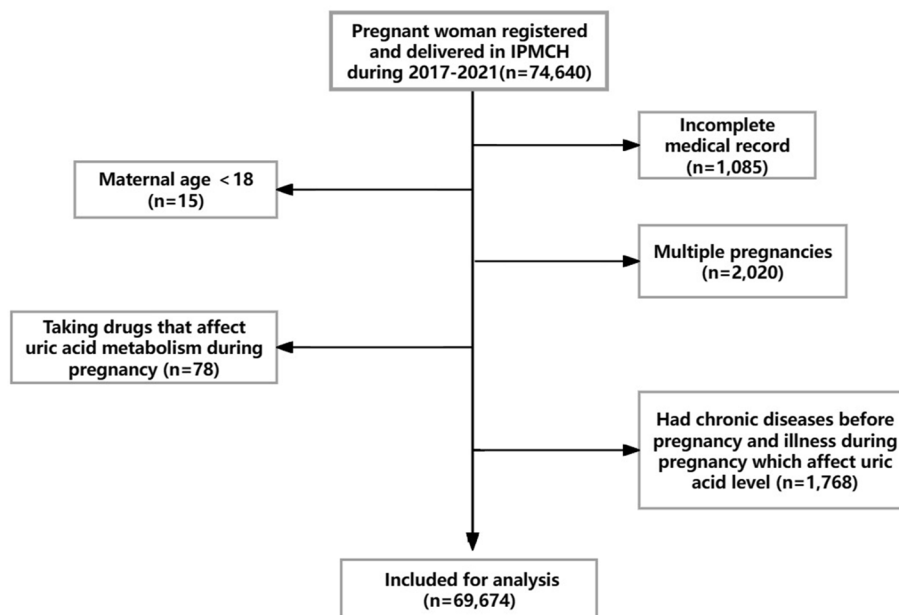 Pregnant woman registered
and delivered in IPMCH
during 2017-2021(n=74,640)
Incomplete
medical record
(n=1,085)
Maternal age <18
(n=15)
Multiple pregnancies
(n=2,020)
Taking drugs that affect
uric acid metabolism during
pregnancy (n=78)
Had chronic diseases before
pregnancy and illness during
pregnancy which affect uric
acid level (n=1,768)
Included for analysis
(n=69,674)